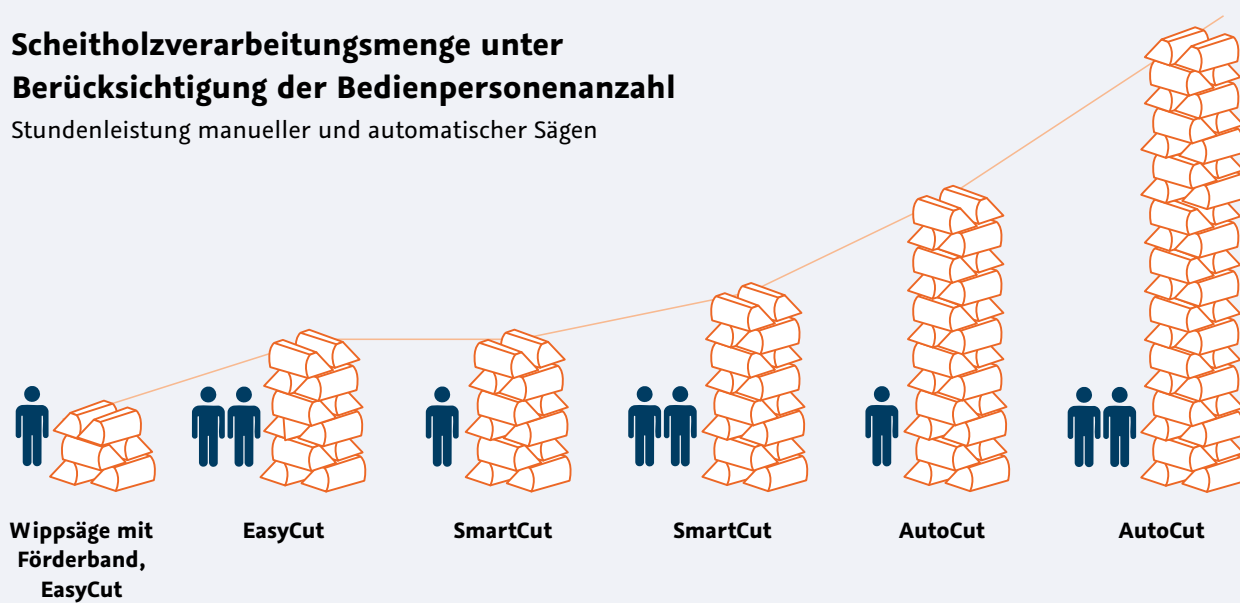 Scheitholzverarbeitungsmenge unter
Berücksichtigung der Bedienpersonenanzahl
Stundenleistung manueller und automatischer Sägen
Wippsäge mit
Förderband,
EasyCut
EasyCut
SmartCut
SmartCut
AutoCut
AutoCut